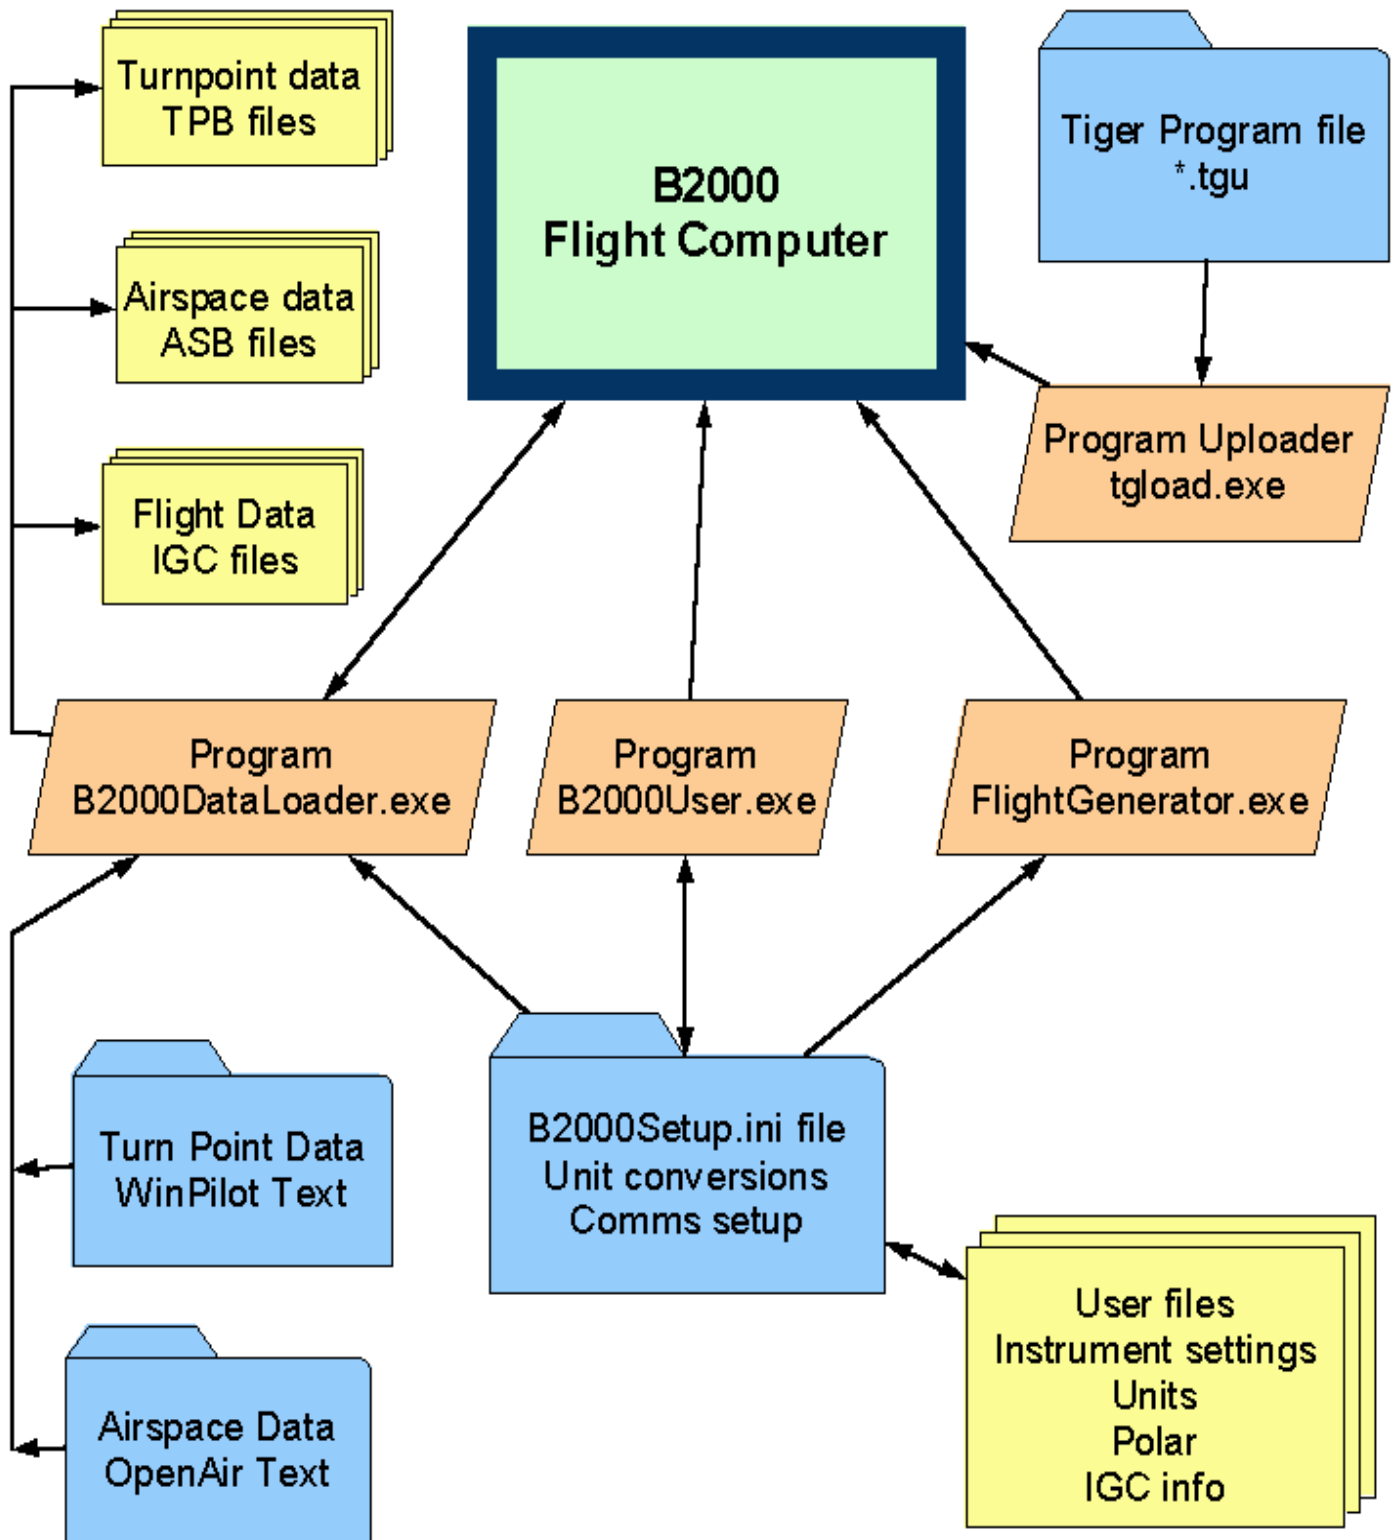 Turnpoint data
TPB files
B2000
Flight Computer
Tiger Program file
*.tgu
Airspace data
ASB files
Program Uploader
tgload.exe
Flight Data
IGC files
Program
B2000DataLoader.exe
Program
B2000User.exe
Program
FlightGenerator.exe
Turn Point Data
WinPilot Text
B2000Setup.ini file
Unit conversions
Comms setup
User files
Instrument settings
Units
Polar
IGC info
Airspace Data
OpenAir Text